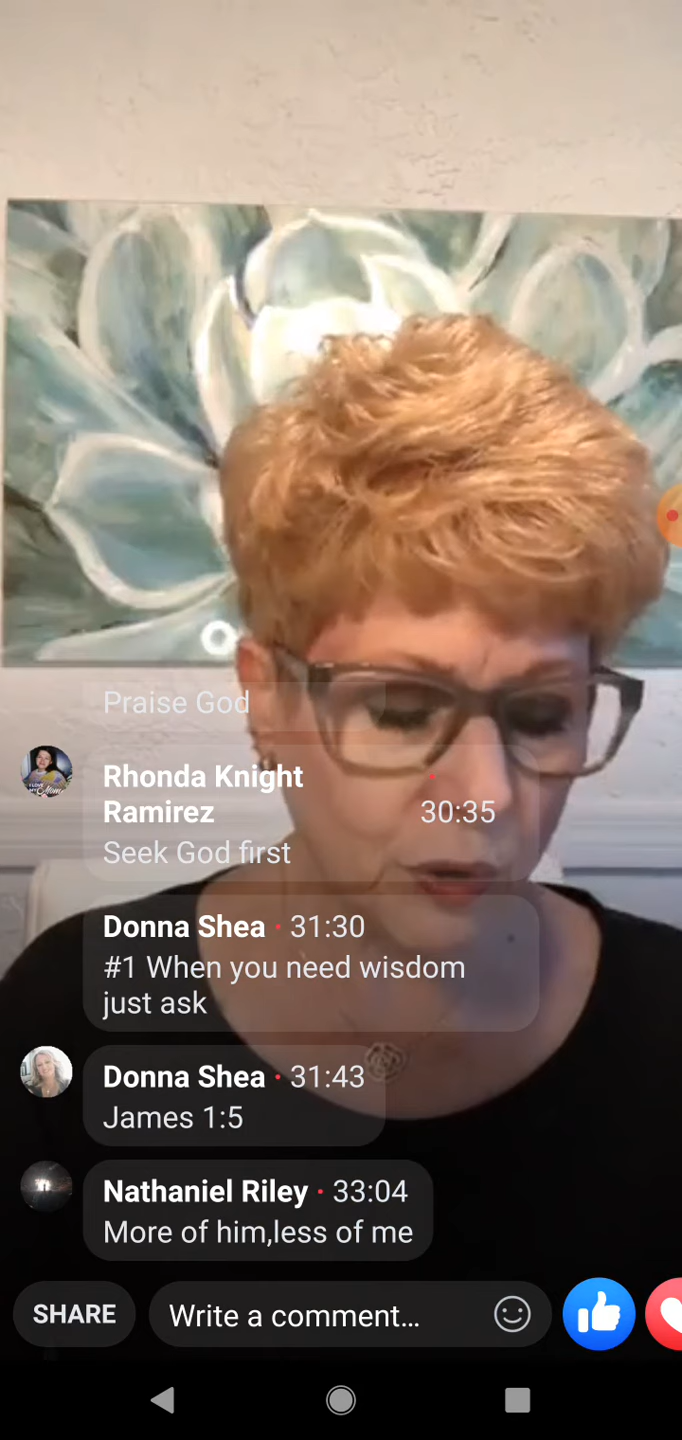 Praise God
Rhonda Knight
Ramirez · 30:35
Seek God first
Donna Shea · 31:30
#1 When you need wisdom
just ask
Donna Shea · 31:43
James 1:5
Nathaniel Riley · 33:04
More of him,less of me
SHARE Write a comment...